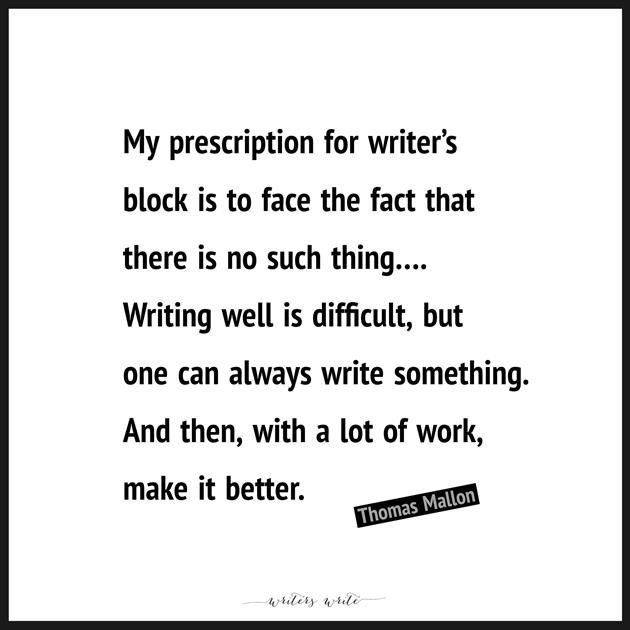 My prescription for writer’s
block is to face the fact that
there is no such thing....
Writing well is difficult, but
one can always write something.
And then, with a lot of work,
make it better.
Thomas Mallon
writers write